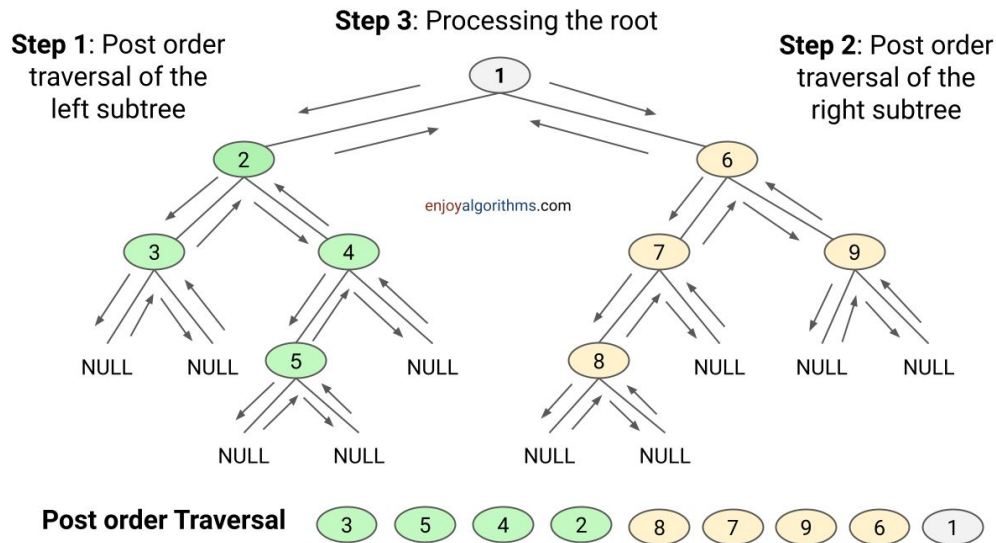 Step 3: Processing the root
Step 1: Post order
traversal of the
left subtree
Step 2: Post order
traversal of the
right subtree
1
2
6
enjoyalgorithms.com
3
4
7
9
NULL
NULL
5
NULL
8
NULL
NULL
NULL
NULL
NULL
NULL
NULL
Post order Traversal 3 5 4 2 8 7 9 6 1